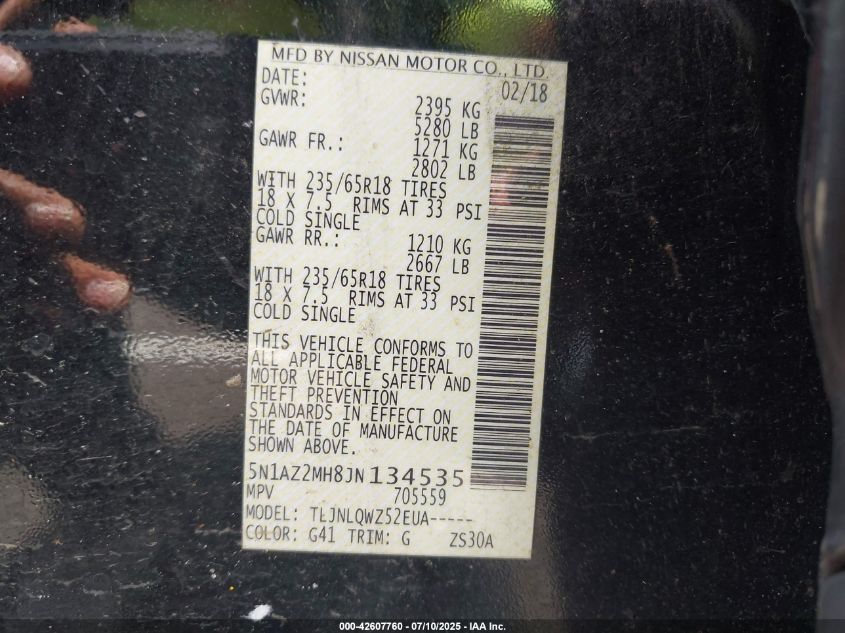 MFD BY NISSAN MOTOR CO., LTD.
DATE: 02/18
GVWR: 2395 KG
5280 LB
GAWR FR.: 1271 KG
2802 LB
WITH 235/65R18 TIRES
18 X 7.5 RIMS AT 33 PSI
COLD SINGLE
GAWR RR.: 1210 KG
2667 LB
WITH 235/65R18 TIRES
18 X 7.5 RIMS AT 33 PSI
COLD SINGLE
THIS VEHICLE CONFORMS TO
ALL APPLICABLE FEDERAL
MOTOR VEHICLE SAFETY AND
THEFT PREVENTION
STANDARDS IN EFFECT ON
THE DATE OF MANUFACTURE
SHOWN ABOVE.
5N1AZ2MH8JN134535
MPV 705559
MODEL: TLJNLQWZ52EUA-----
COLOR: G41 TRIM: G ZS30A
000-42607760 - 07/10/2025 - IAA Inc.